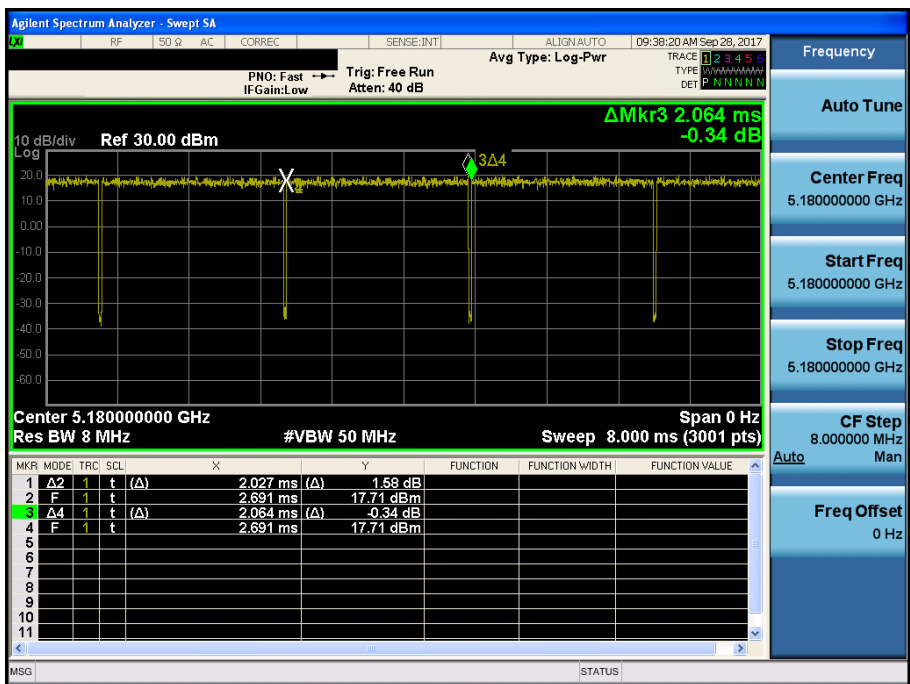 Agilent Spectrum Analyzer - Swept SA
LXI RF 50 Ω AC CORREC SENSE:INT ALIGN AUTO 09:38:20 AM Sep 28, 2017
Avg Type: Log-Pwr
TRACE 1 2 3 4 5 6
PNO: Fast Trig: Free Run
TYPE WWWWWW
IFGain:Low Atten: 40 dB
DET P N N N N N
ΔMkr3 2.064 ms
-0.34 dB
10 dB/div Ref 30.00 dBm
Log
3Δ4
20.0
10.0
0.00
-10.0
-20.0
-30.0
-40.0
-50.0
-60.0
Center 5.180000000 GHz Span 0 Hz
Res BW 8 MHz #VBW 50 MHz Sweep 8.000 ms (3001 pts)
MKR MODE TRC SCL X Y FUNCTION FUNCTION WIDTH FUNCTION VALUE
1 Δ2 1 t (Δ) 2.027 ms (Δ) 1.58 dB
2 F 1 t 2.691 ms 17.71 dBm
3 Δ4 1 t (Δ) 2.064 ms (Δ) -0.34 dB
4 F 1 t 2.691 ms 17.71 dBm
5
6
7
8
9
10
11
MSG STATUS
Frequency
Auto Tune
Center Freq
5.180000000 GHz
Start Freq
5.180000000 GHz
Stop Freq
5.180000000 GHz
CF Step
8.000000 MHz
Auto Man
Freq Offset
0 Hz